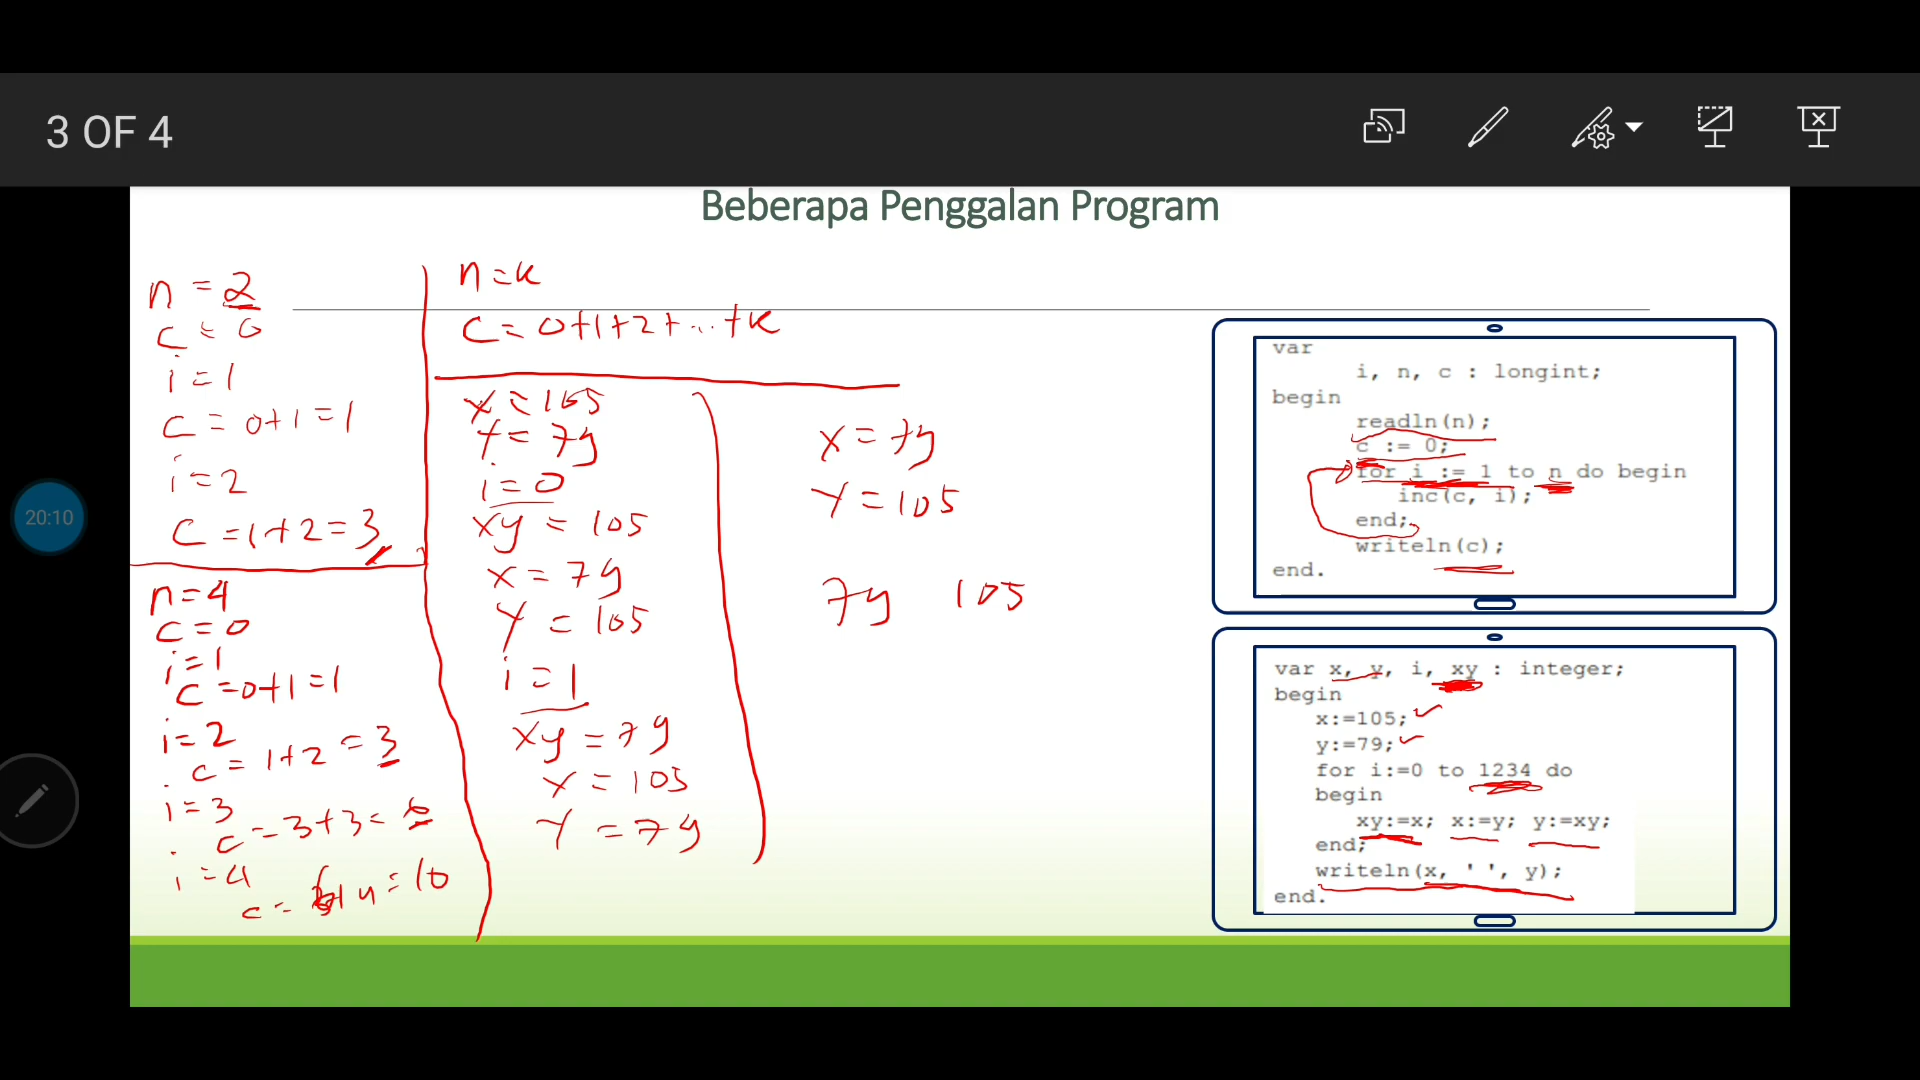 3 OF 4
Beberapa Penggalan Program
n = 2
c = 0
i = 1
c = 0+1 = 1
i = 2
c = 1+2 = 3
n = 4
c = 0
i = 1
c = 0+1 = 1
i = 2
c = 1+2 = 3
i = 3
c = 3+3 = 6
i = 4
c = 6+4 = 10
n = k
c = 0+1+2+...+k
x = 105
y = 79
i = 0
xy = 105
x = 79
y = 105
i = 1
xy = 79
x = 105
y = 79
x = 79
y = 105
79 105
var
i, n, c : longint;
begin
readln(n);
c := 0;
for i := 1 to n do begin
inc(c, i);
end;
writeln(c);
end.
var x, y, i, xy : integer;
begin
x:=105;
y:=79;
for i:=0 to 1234 do
begin
xy:=x; x:=y; y:=xy;
end;
writeln(x, ' ', y);
end.
20:10